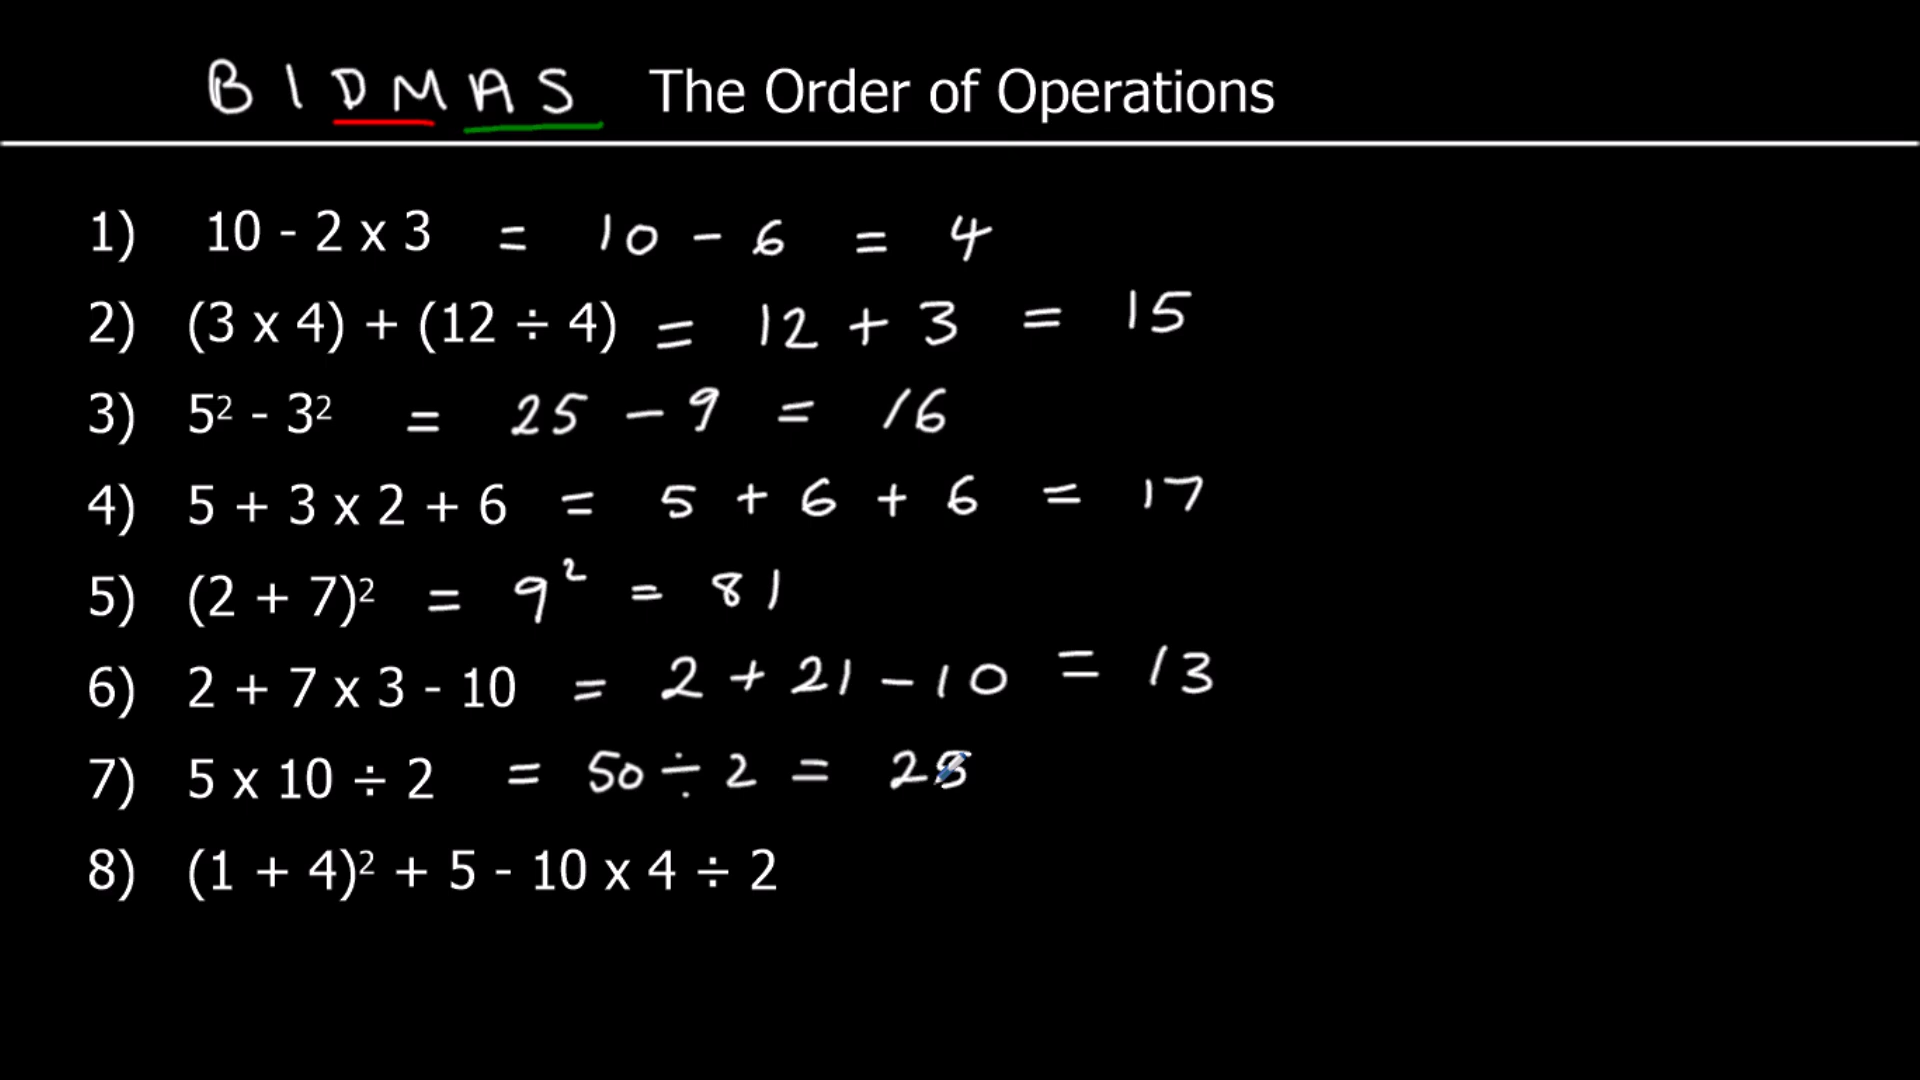 BIDMAS The Order of Operations
1) 10 - 2 x 3 = 10 - 6 = 4
2) (3 x 4) + (12 ÷ 4) = 12 + 3 = 15
3) 5² - 3² = 25 - 9 = 16
4) 5 + 3 x 2 + 6 = 5 + 6 + 6 = 17
5) (2 + 7)² = 9² = 81
6) 2 + 7 x 3 - 10 = 2 + 21 - 10 = 13
7) 5 x 10 ÷ 2 = 50 ÷ 2 = 25
8) (1 + 4)² + 5 - 10 x 4 ÷ 2